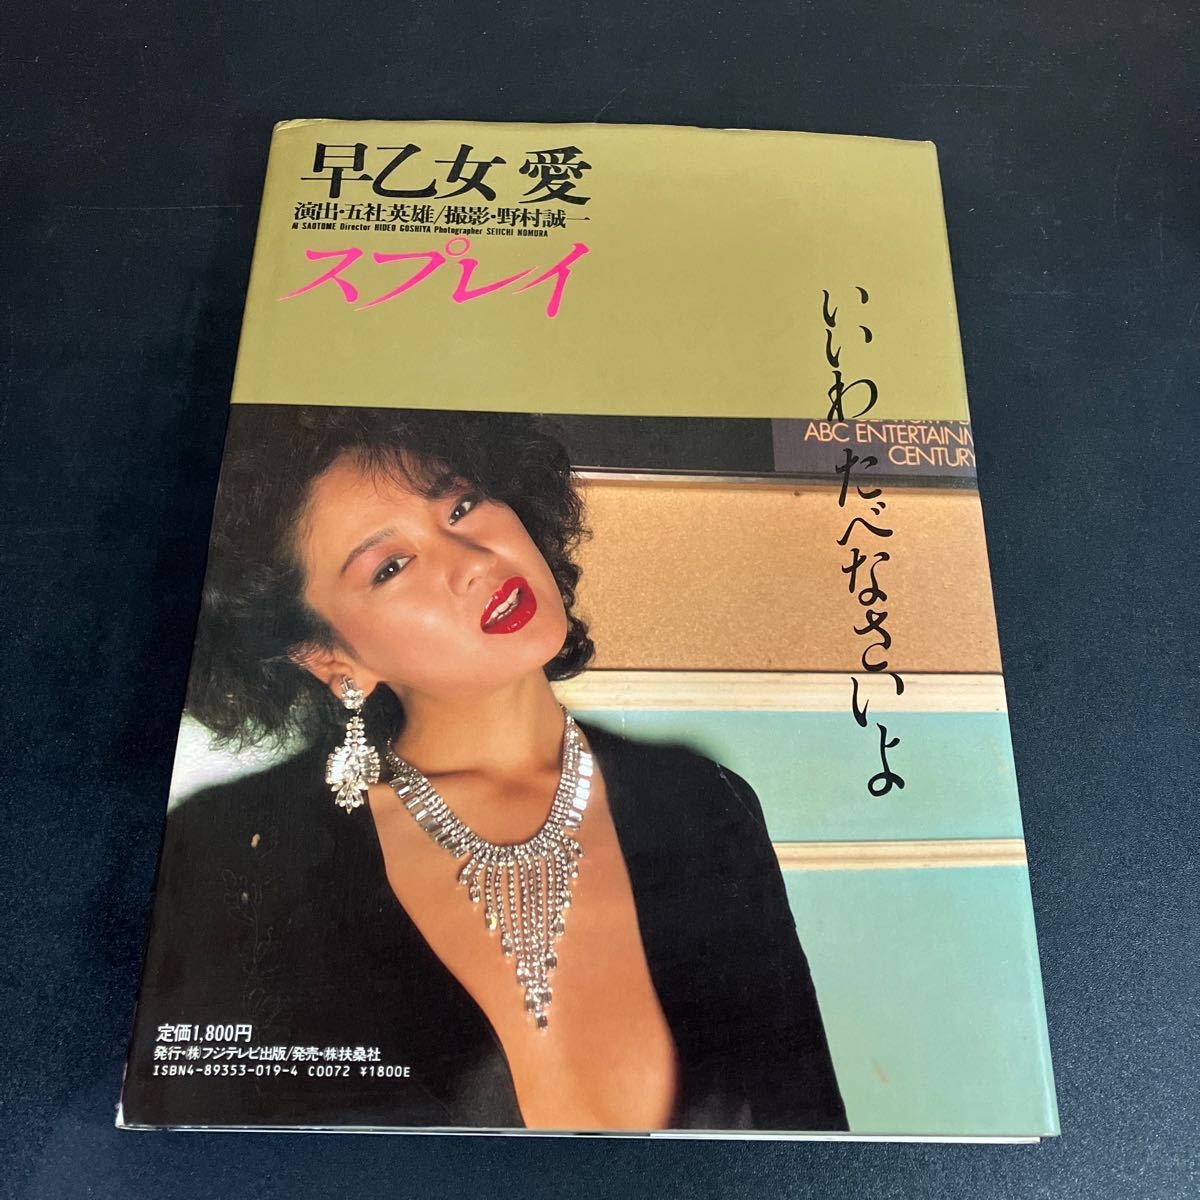 早乙女 愛
演出・五社英雄/撮影・野村誠一
AI SAOTOME Director HIDEO GOSHIYA Photographer SEIICHI NOMURA
スプレイ
いいわ たべなさいよ
ABC ENTERTAINM
CENTURY
定価1,800円
発行・㈱フジテレビ出版/発売・㈱扶桑社
ISBN4-89353-019-4 C0072 ¥1800E